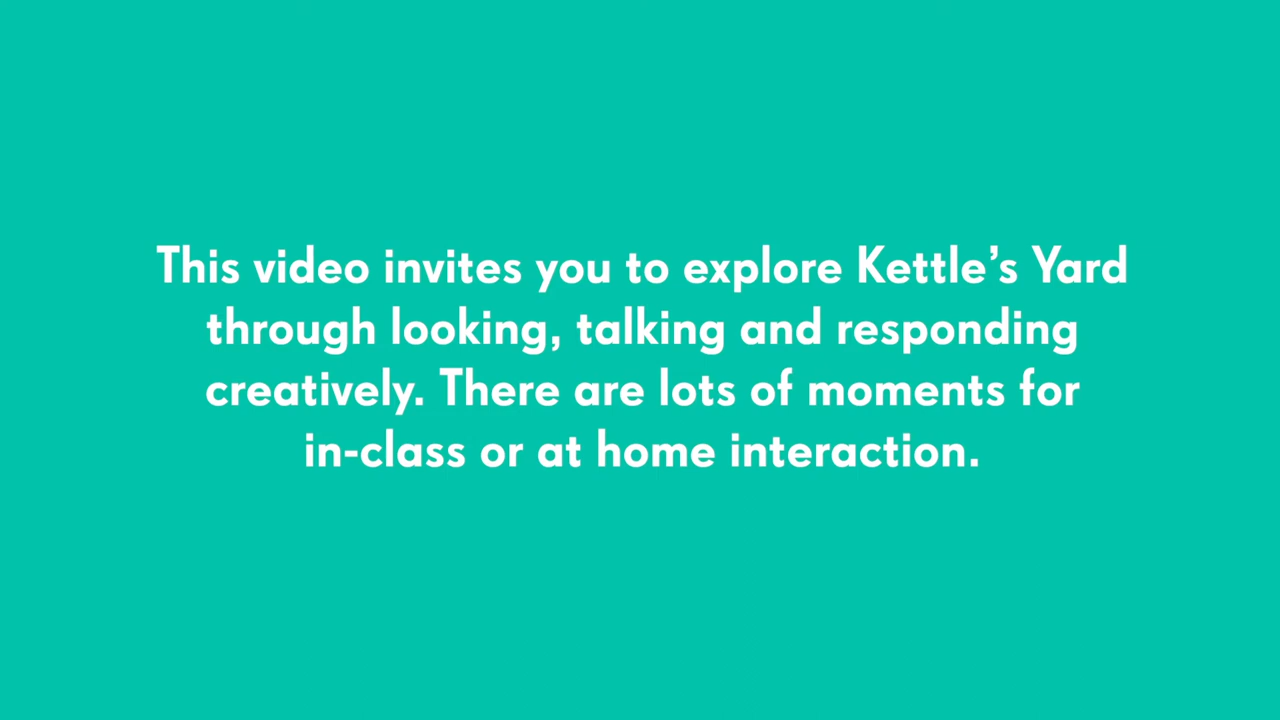 This video invites you to explore Kettle’s Yard
through looking, talking and responding
creatively. There are lots of moments for
in-class or at home interaction.